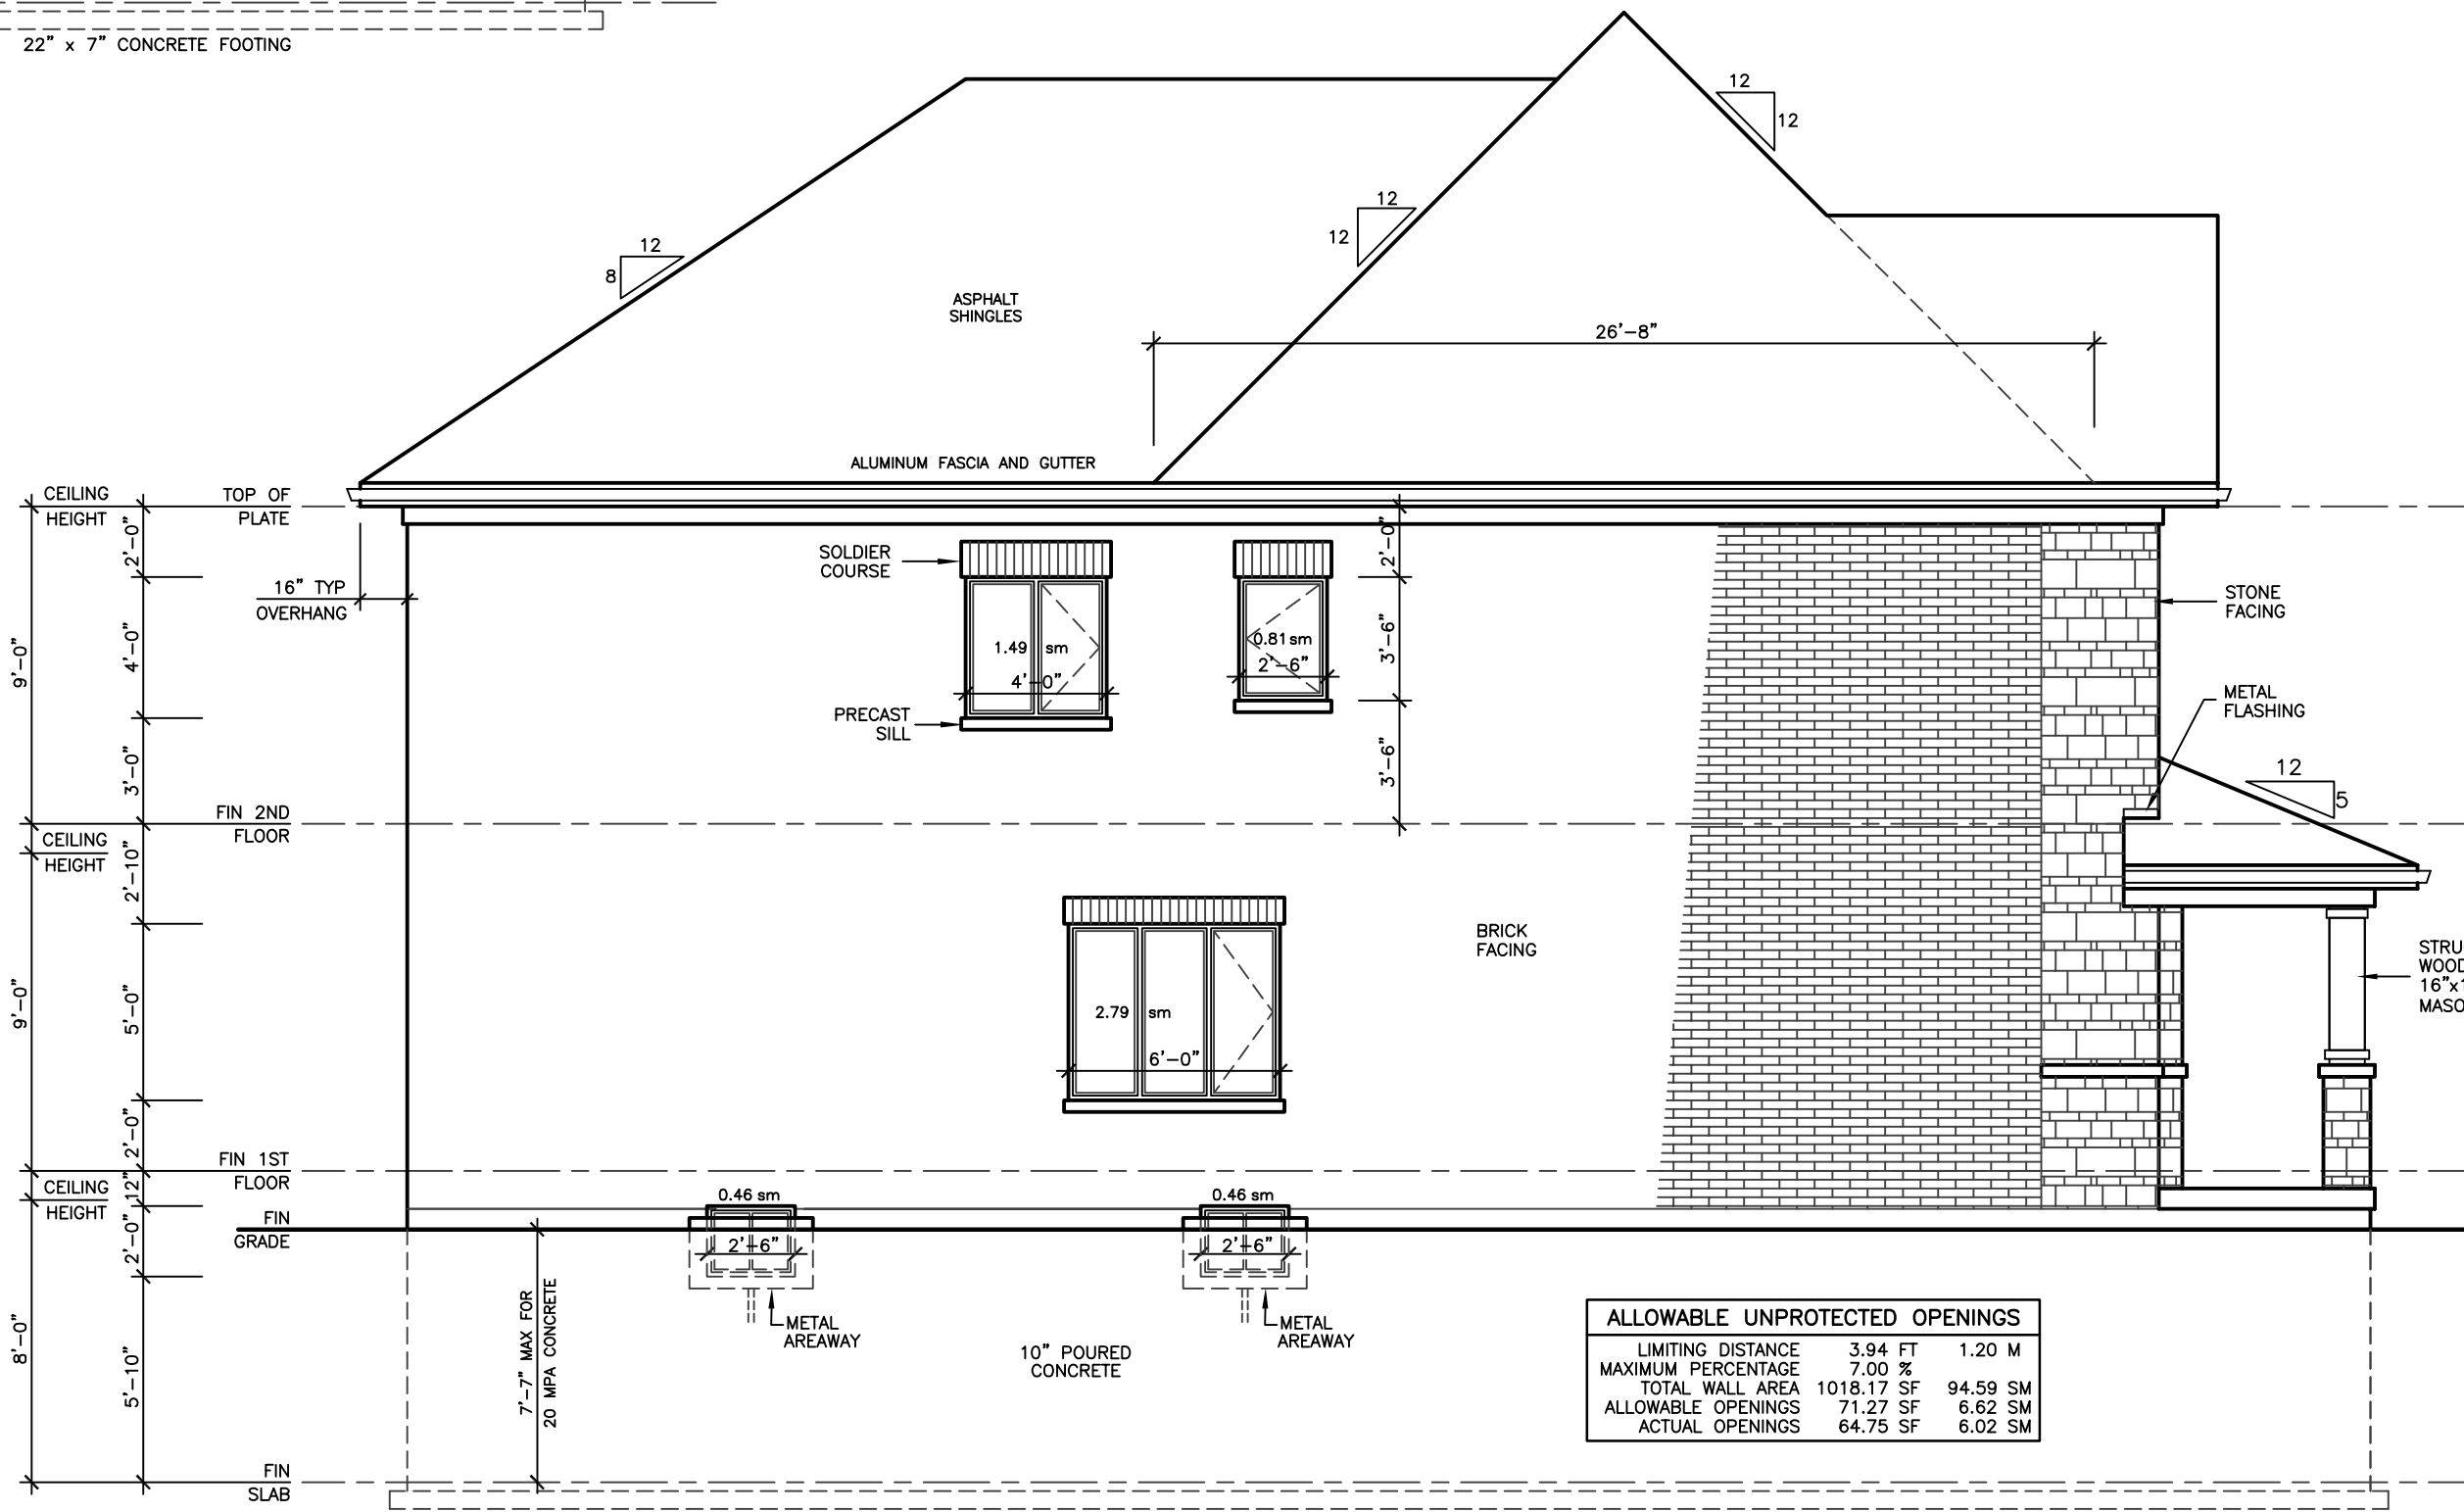 22” x 7” CONCRETE FOOTING
12
12
12
12
12
8
ASPHALT
SHINGLES
26'-8”
ALUMINUM FASCIA AND GUTTER
CEILING
HEIGHT
TOP OF
PLATE
2'-0”
2'-0”
SOLDIER
COURSE
16” TYP
OVERHANG
STONE
FACING
9'-0”
4'-0”
1.49 sm
4'-0”
0.81 sm
2'-6”
3'-6”
METAL
FLASHING
PRECAST
SILL
3'-0”
3'-6”
12
5
FIN 2ND
FLOOR
CEILING
HEIGHT
2'-10”
BRICK
FACING
9'-0”
5'-0”
2.79 sm
6'-0”
16”x1
2'-0”
FIN 1ST
FLOOR
CEILING
HEIGHT
12”
0.46 sm
0.46 sm
FIN
GRADE
2'-0”
2'-6”
2'-6”
METAL
AREAWAY
METAL
AREAWAY
7'-7” MAX FOR
20 MPA CONCRETE
10” POURED
CONCRETE
8'-0”
5'-10”
ALLOWABLE UNPROTECTED OPENINGS
LIMITING DISTANCE 3.94 FT 1.20 M
MAXIMUM PERCENTAGE 7.00 %
TOTAL WALL AREA 1018.17 SF 94.59 SM
ALLOWABLE OPENINGS 71.27 SF 6.62 SM
ACTUAL OPENINGS 64.75 SF 6.02 SM
FIN
SLAB